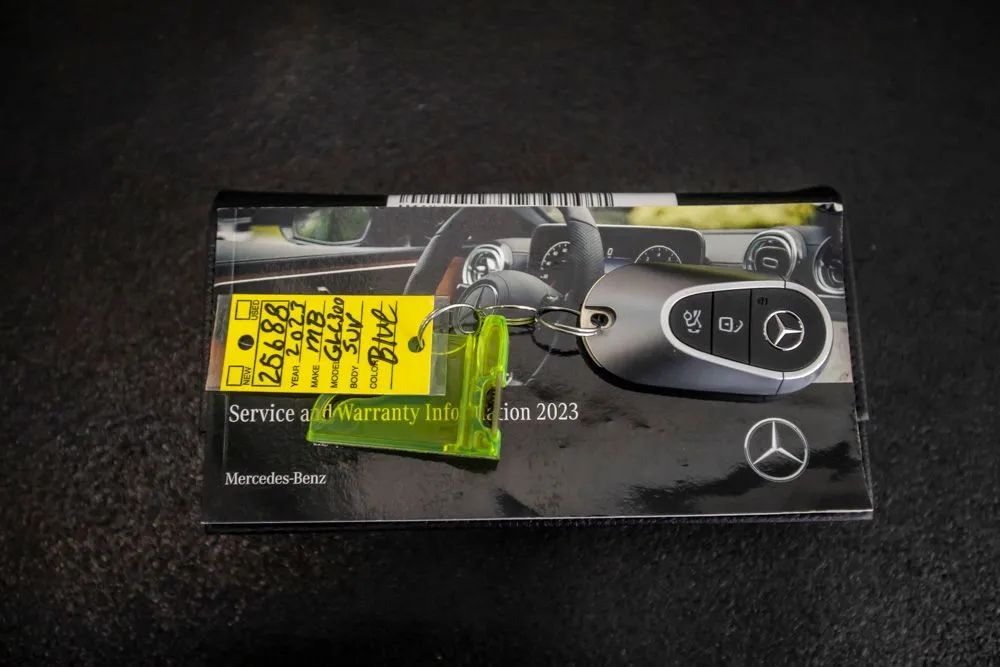 NEW
USED
25688
YEAR 2023
MAKE MB
MODEL GLC300
BODY SUV
COLOR Blue
Service and Warranty Information 2023
Mercedes-Benz